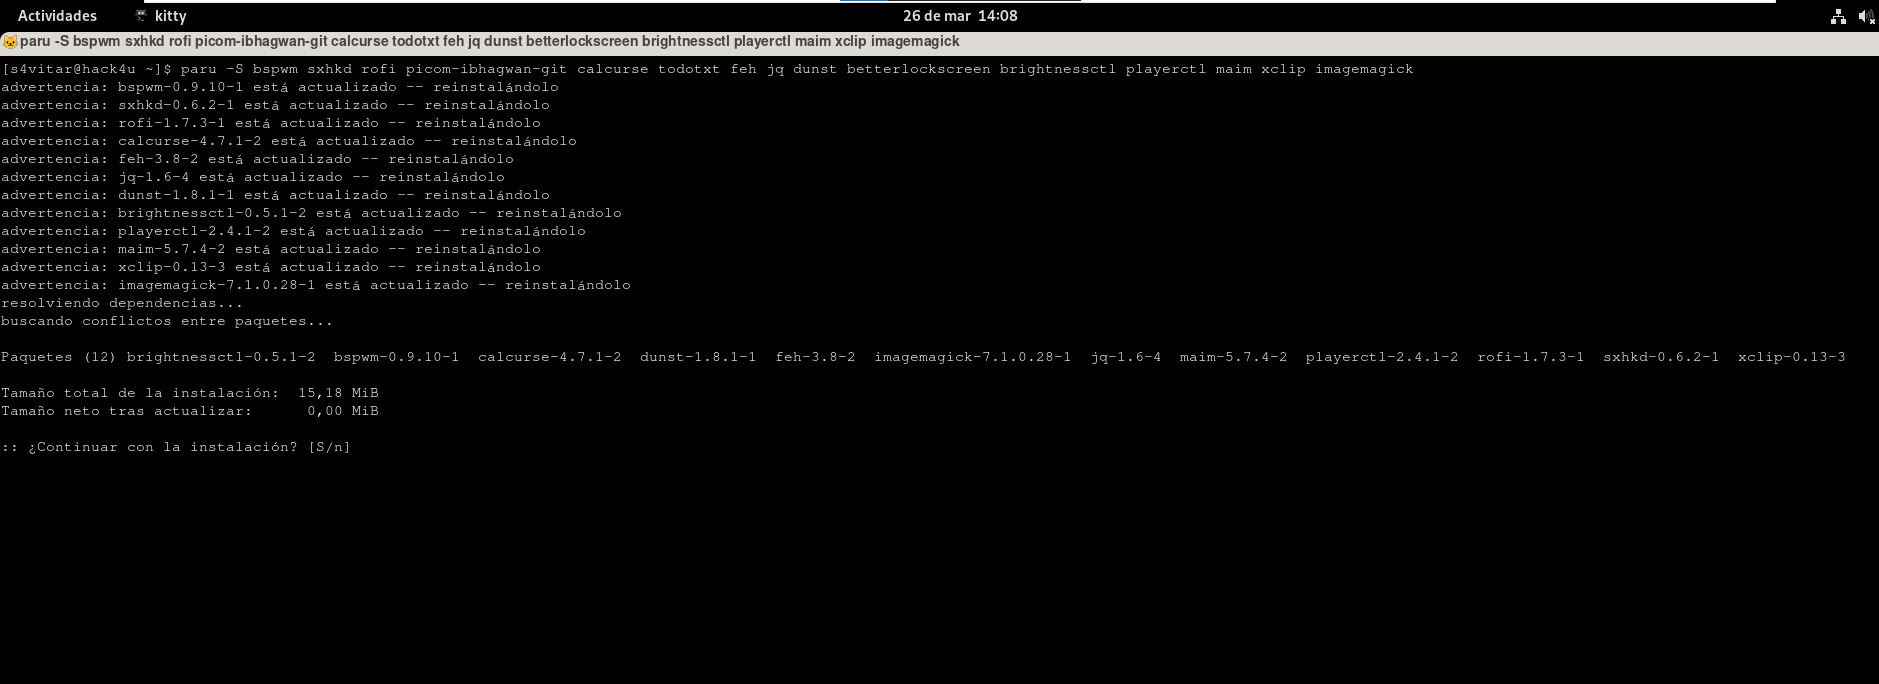 Actividades kitty 26 de mar 14:08
paru -S bspwm sxhkd rofi picom-ibhagwan-git calcurse todotxt feh jq dunst betterlockscreen brightnessctl playerctl maim xclip imagemagick
[s4vitar@hack4u ~]$ paru -S bspwm sxhkd rofi picom-ibhagwan-git calcurse todotxt feh jq dunst betterlockscreen brightnessctl playerctl maim xclip imagemagick
advertencia: bspwm-0.9.10-1 está actualizado -- reinstalándolo
advertencia: sxhkd-0.6.2-1 está actualizado -- reinstalándolo
advertencia: rofi-1.7.3-1 está actualizado -- reinstalándolo
advertencia: calcurse-4.7.1-2 está actualizado -- reinstalándolo
advertencia: feh-3.8-2 está actualizado -- reinstalándolo
advertencia: jq-1.6-4 está actualizado -- reinstalándolo
advertencia: dunst-1.8.1-1 está actualizado -- reinstalándolo
advertencia: brightnessctl-0.5.1-2 está actualizado -- reinstalándolo
advertencia: playerctl-2.4.1-2 está actualizado -- reinstalándolo
advertencia: maim-5.7.4-2 está actualizado -- reinstalándolo
advertencia: xclip-0.13-3 está actualizado -- reinstalándolo
advertencia: imagemagick-7.1.0.28-1 está actualizado -- reinstalándolo
resolviendo dependencias...
buscando conflictos entre paquetes...
Paquetes (12) brightnessctl-0.5.1-2 bspwm-0.9.10-1 calcurse-4.7.1-2 dunst-1.8.1-1 feh-3.8-2 imagemagick-7.1.0.28-1 jq-1.6-4 maim-5.7.4-2 playerctl-2.4.1-2 rofi-1.7.3-1 sxhkd-0.6.2-1 xclip-0.13-3
Tamaño total de la instalación: 15,18 MiB
Tamaño neto tras actualizar: 0,00 MiB
:: ¿Continuar con la instalación? [S/n]